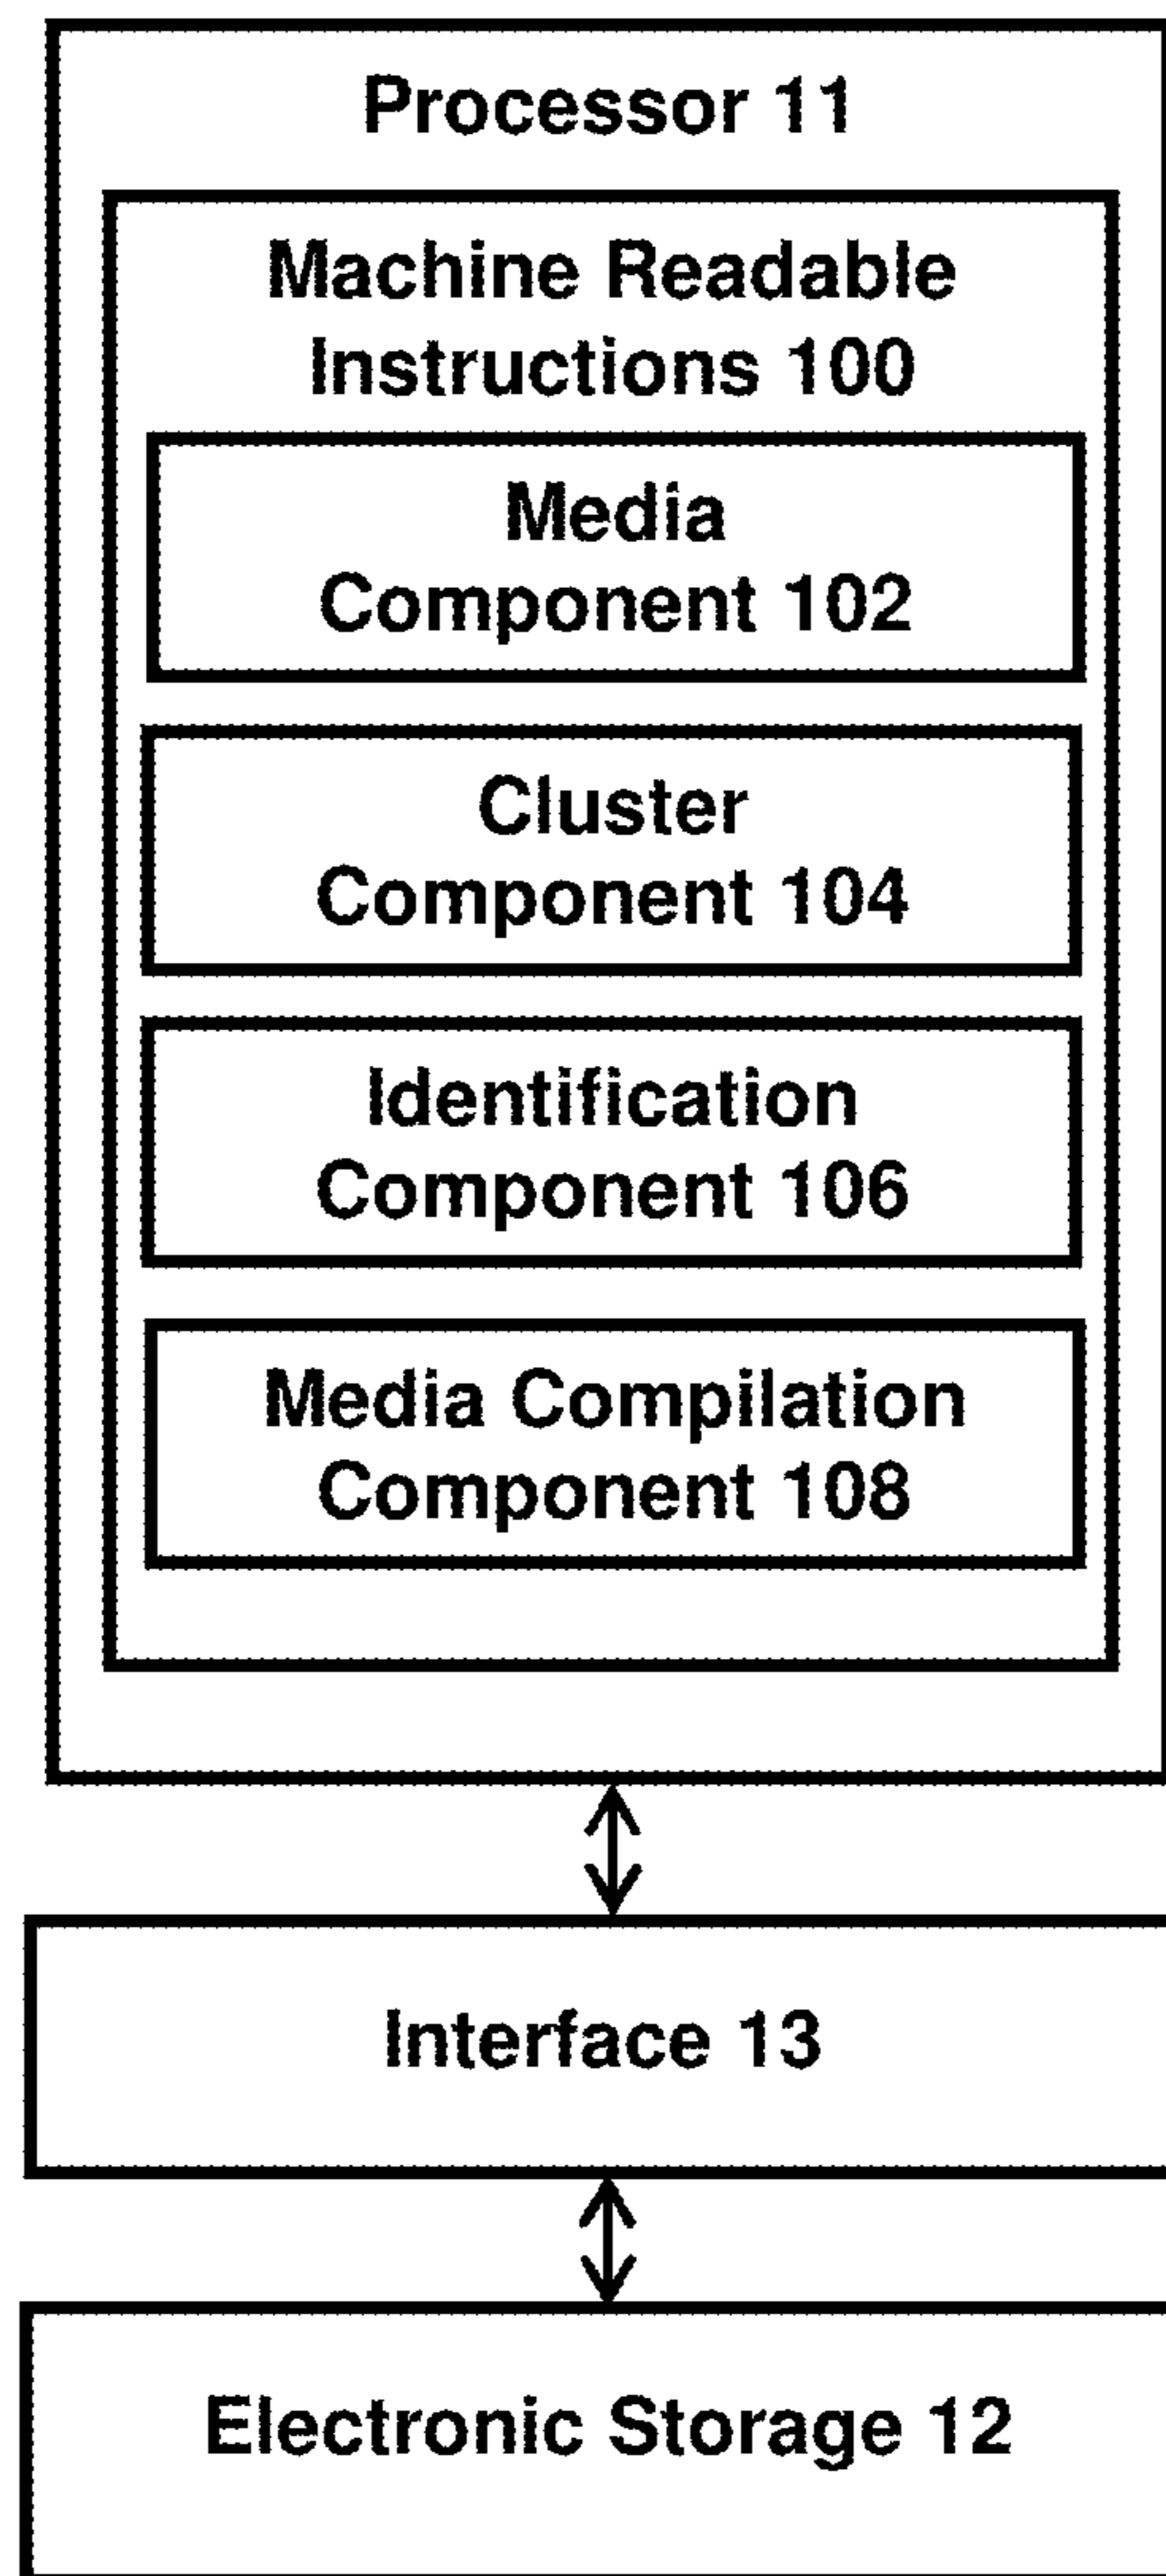 Processor 11
Machine Readable
Instructions 100
Media
Component 102
Cluster
Component 104
Identification
Component 106
Media Compilation
Component 108
Interface 13
Electronic Storage 12